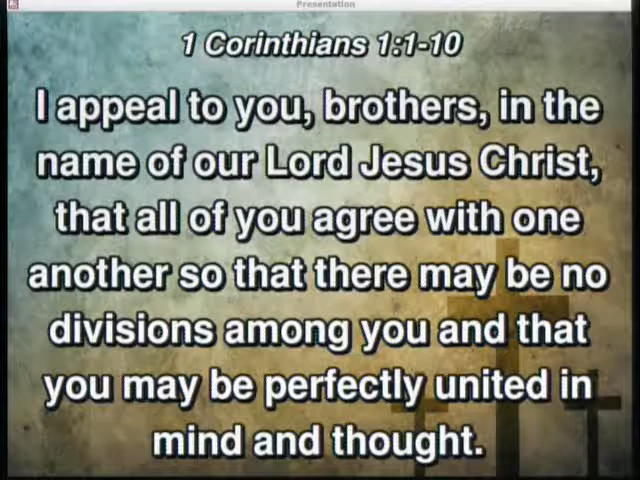 Presentation
1 Corinthians 1:1-10
I appeal to you, brothers, in the
name of our Lord Jesus Christ,
that all of you agree with one
another so that there may be no
divisions among you and that
you may be perfectly united in
mind and thought.